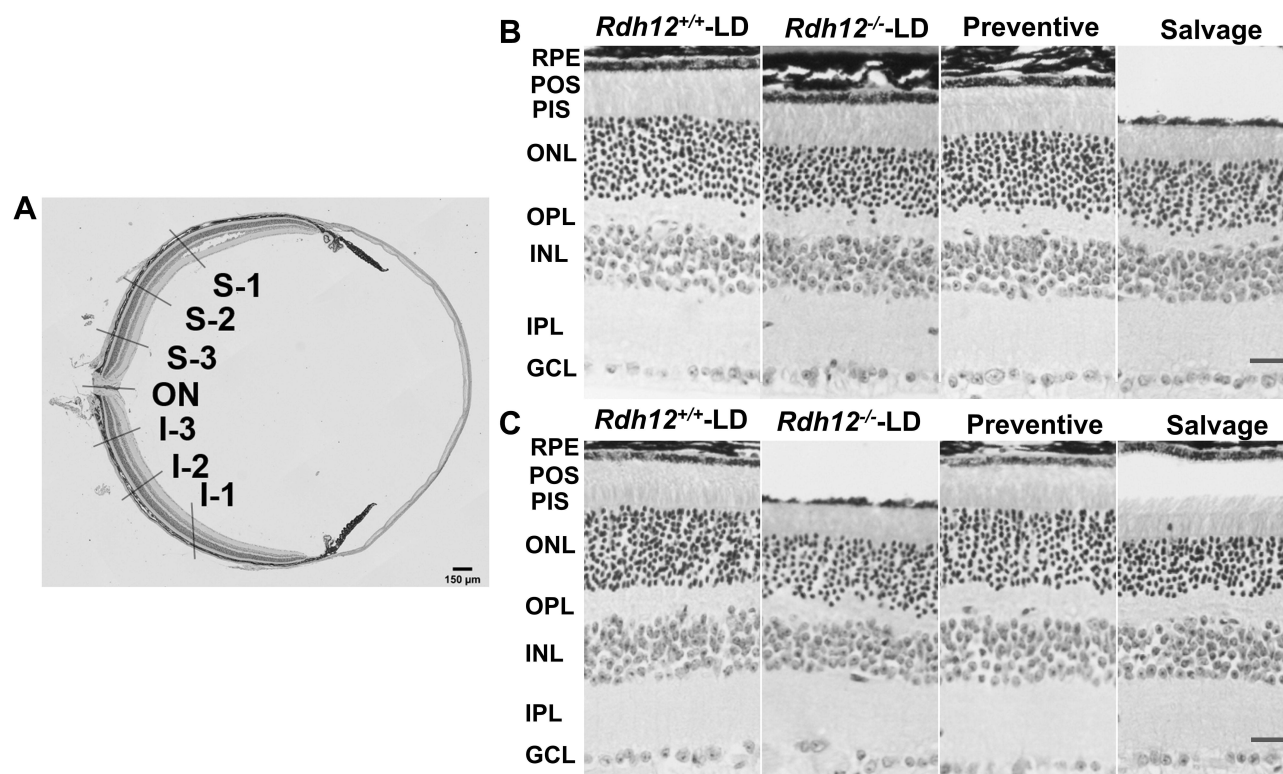 A
S-1
S-2
S-3
ON
I-3
I-2
I-1
150 µm
B
Rdh12+/+-LD
Rdh12-/--LD
Preventive
Salvage
RPE
POS
PIS
ONL
OPL
INL
IPL
GCL
C
Rdh12+/+-LD
Rdh12-/--LD
Preventive
Salvage
RPE
POS
PIS
ONL
OPL
INL
IPL
GCL